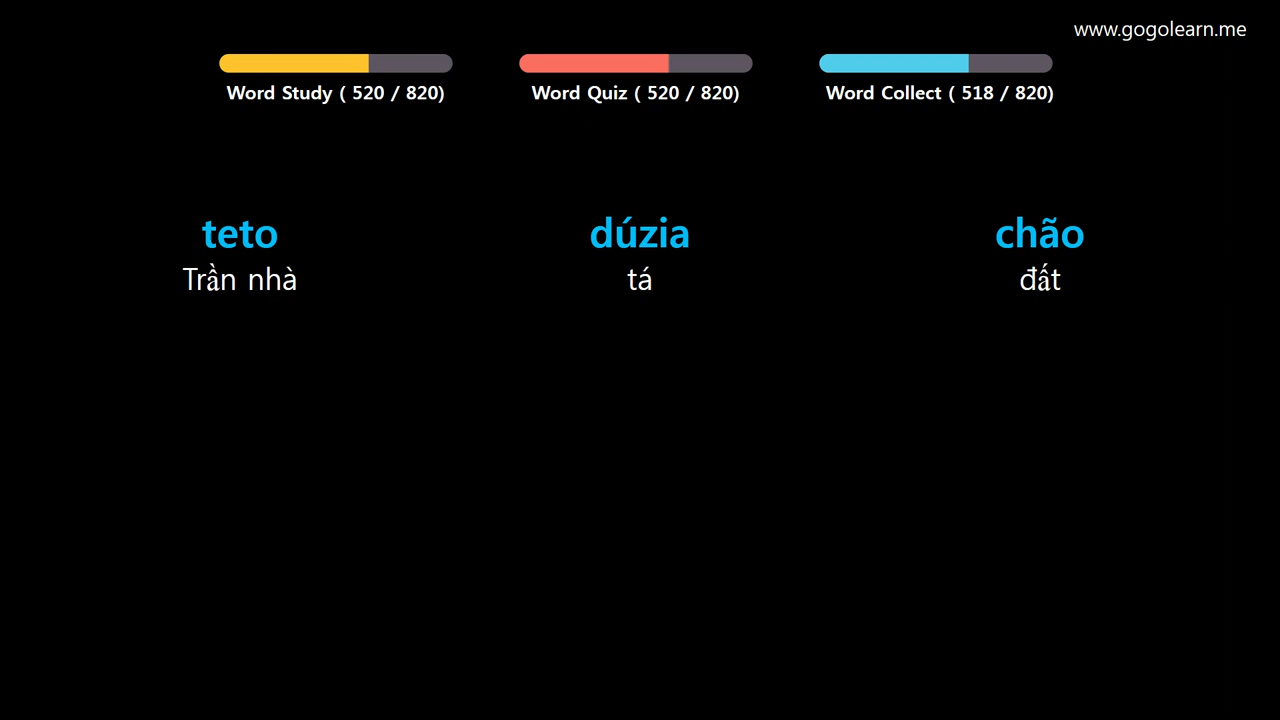 www.gogolearn.me
Word Study ( 520 / 820)
Word Quiz ( 520 / 820)
Word Collect ( 518 / 820)
teto
Trần nhà
dúzia
tá
chão
đất